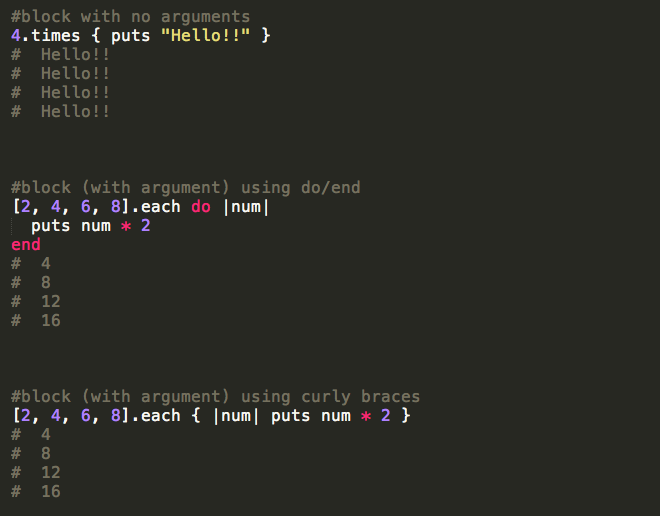 #block with no arguments
4.times { puts "Hello!!" }
#  Hello!!
#  Hello!!
#  Hello!!
#  Hello!!
#block (with argument) using do/end
[2, 4, 6, 8].each do |num|
  puts num * 2
end
#  4
#  8
#  12
#  16
#block (with argument) using curly braces
[2, 4, 6, 8].each { |num| puts num * 2 }
#  4
#  8
#  12
#  16